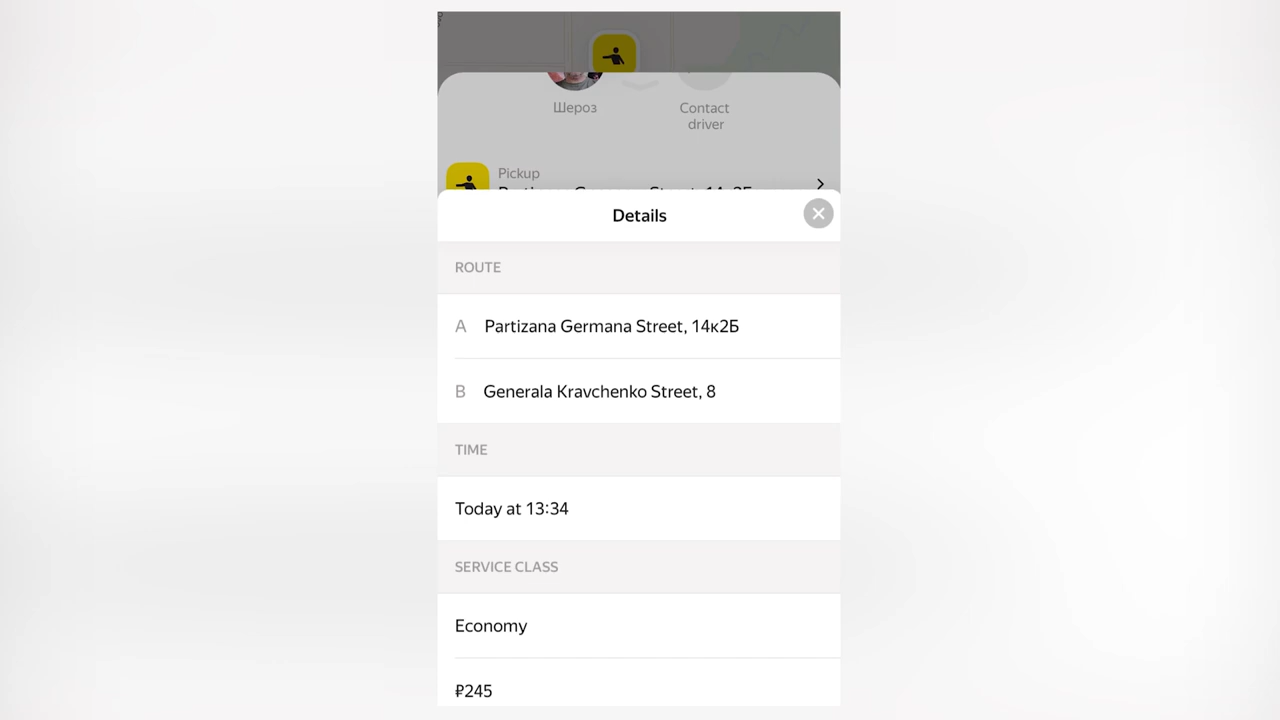 Шероз
Contact
driver
Pickup
Details
ROUTE
A Partizana Germana Street, 14к2Б
B Generala Kravchenko Street, 8
TIME
Today at 13:34
SERVICE CLASS
Economy
₽245